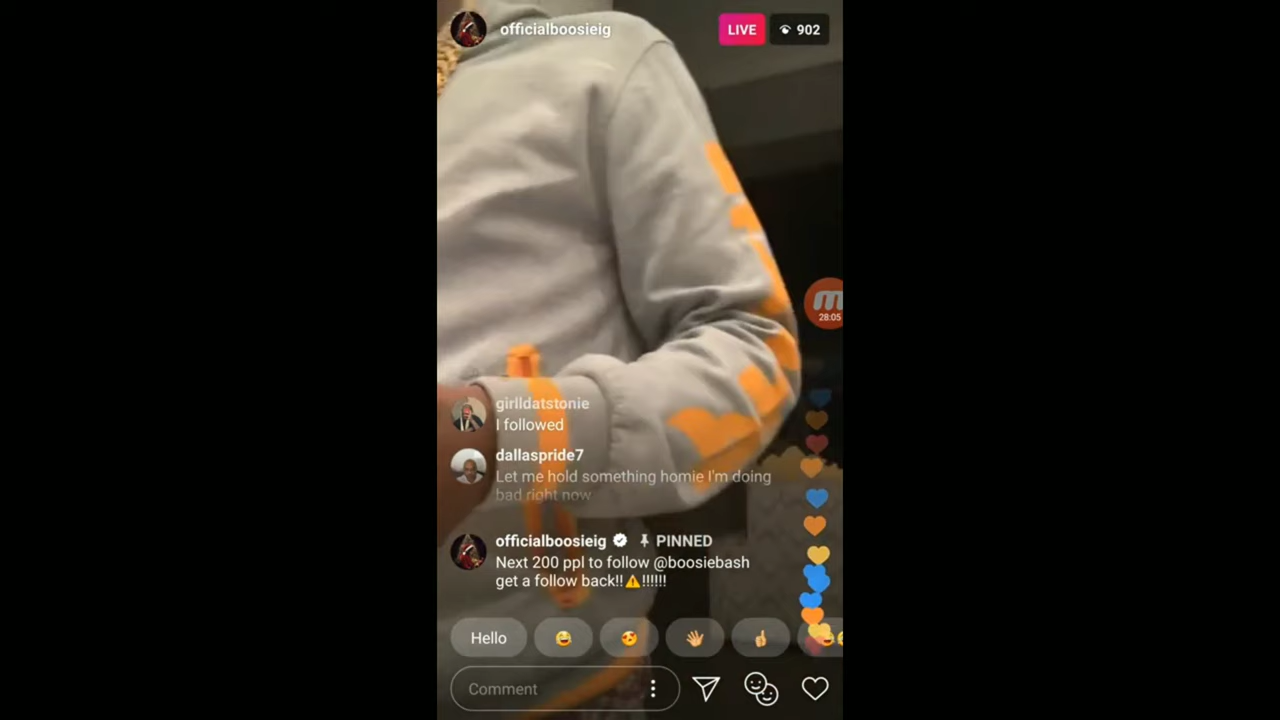 officialboosieig
LIVE
902
28:05
girlldatstonie
I followed
dallaspride7
Let me hold something homie I'm doing
bad right now
officialboosieig PINNED
Next 200 ppl to follow @boosiebash
get a follow back!!⚠️!!!!!!
Hello
Comment